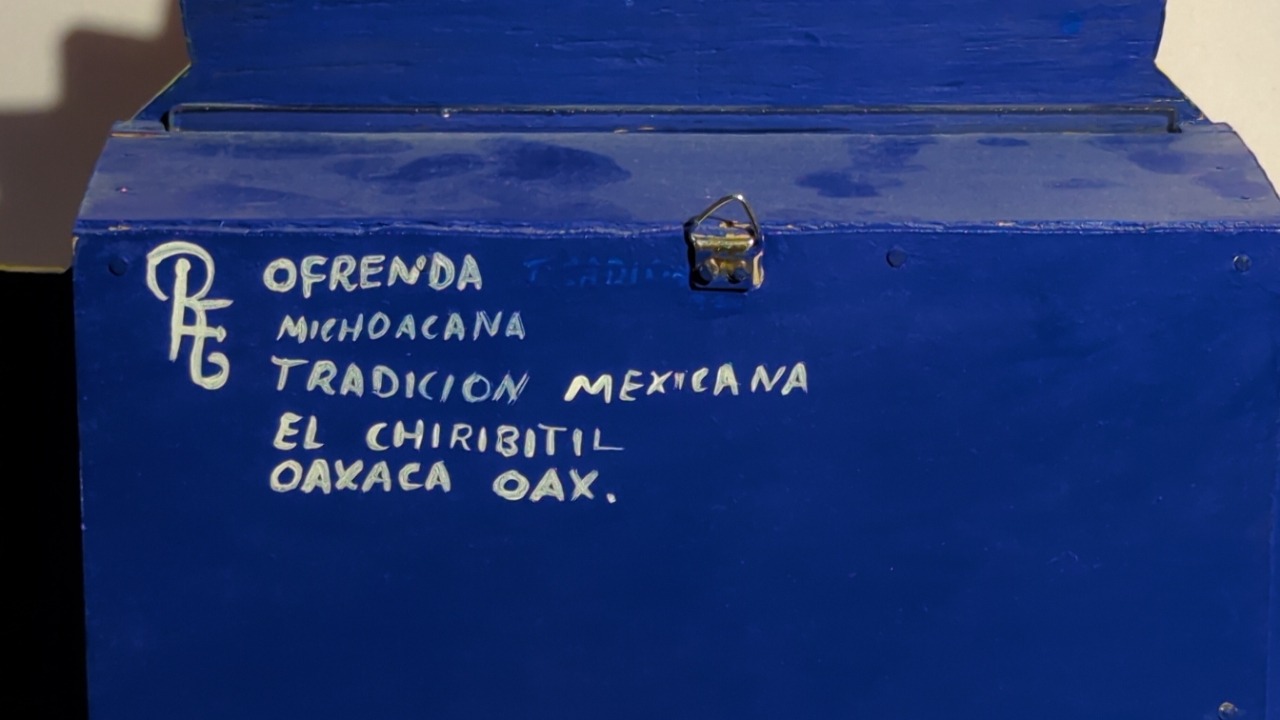 OFRENDA
MICHOACANA
TRADICION MEXICANA
EL CHIRIBITIL
OAXACA OAX.